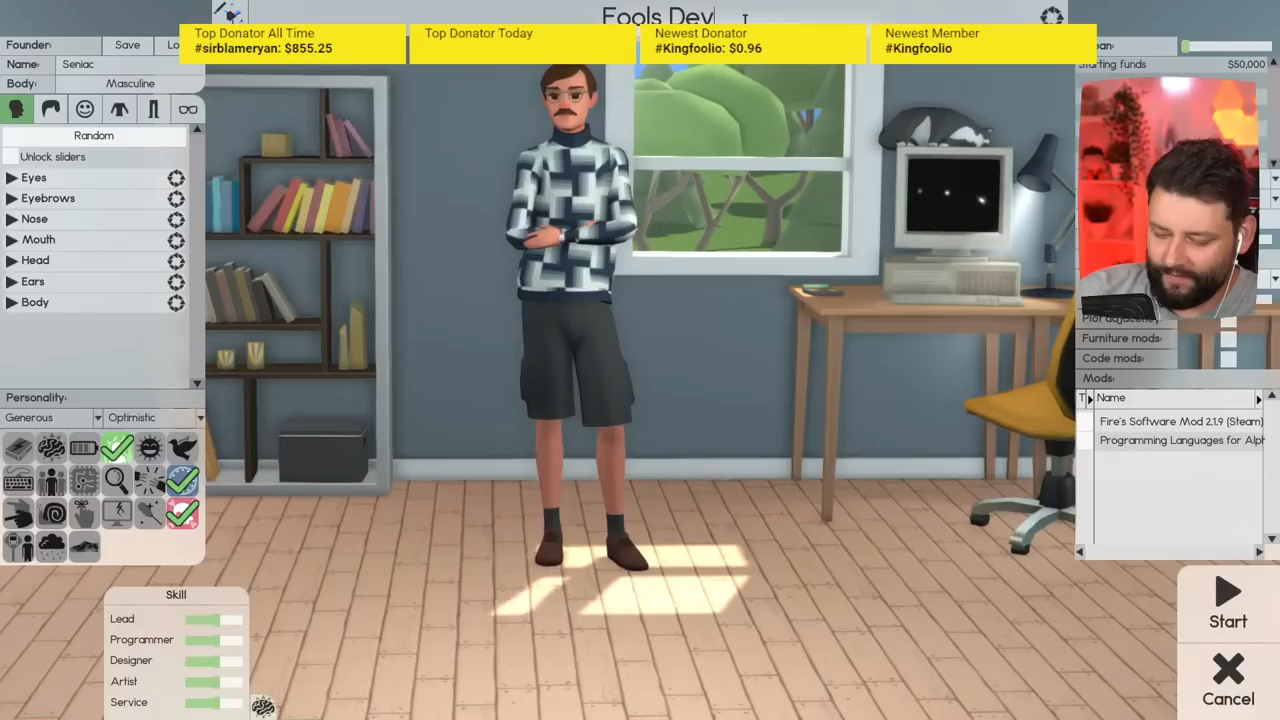 Fools Dev
Top Donator All Time
#sirblameryan: $855.25
Top Donator Today
Newest Donator
#Kingfoolio: $0.96
Newest Member
#Kingfoolio
Founder:
Save
Lo
Name:
Seniac
Body:
Masculine
Random
Unlock sliders
Eyes
Eyebrows
Nose
Mouth
Head
Ears
Body
Personality:
Generous
Optimistic
Skill
Lead
Programmer
Designer
Artist
Service
Starting funds
$50,000
Plot adjacency:
Furniture mods:
Code mods:
Mods:
T
Name
Fire's Software Mod 2.1.9 (Steam)
Programming Languages for Alph
Start
Cancel